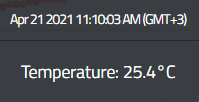 Apr 21 2021 11:10:03 AM (GMT+3)
Temperature: 25.4°C